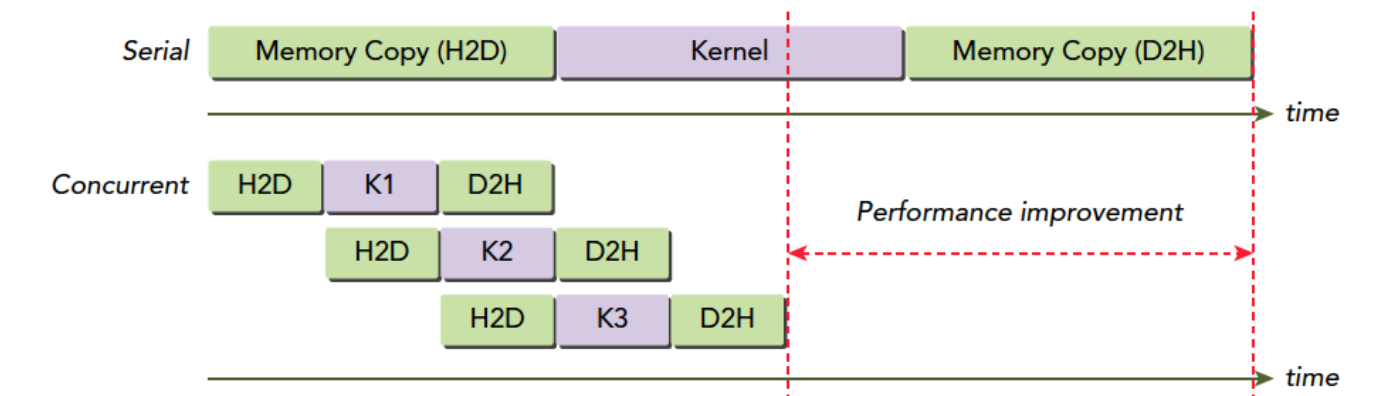 Serial Memory Copy (H2D) Kernel Memory Copy (D2H)
time
Concurrent H2D K1 D2H
Performance improvement
H2D K2 D2H
H2D K3 D2H
time